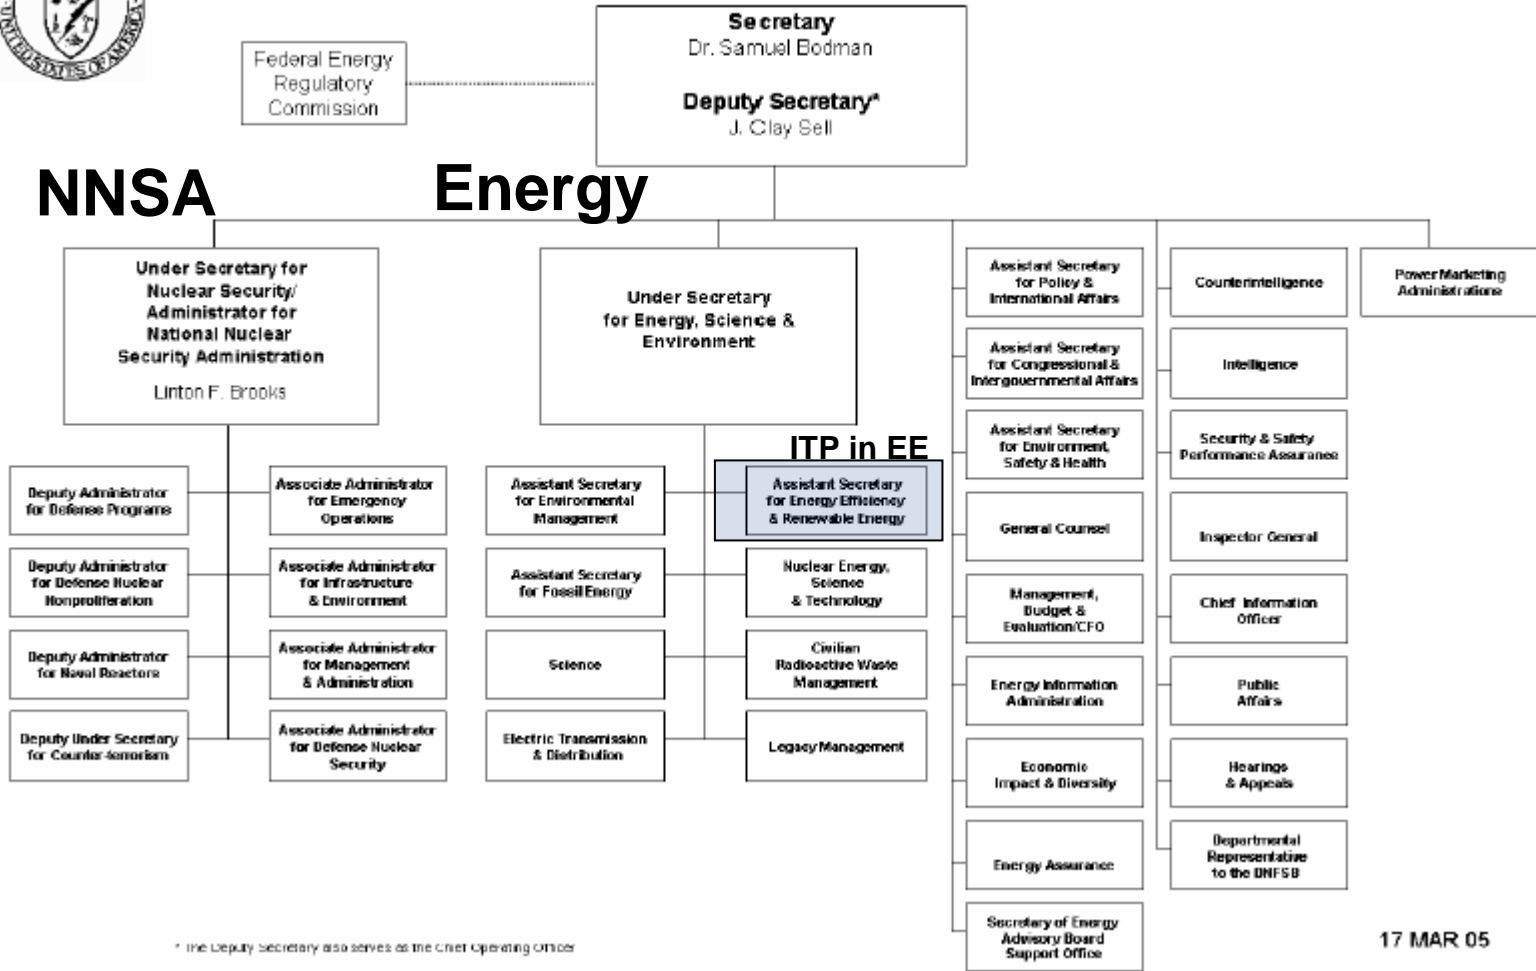 UNITED STATES OF AMERICA
Secretary
Dr. Samuel Bodman
Deputy Secretary*
J. Clay Sell
Federal Energy
Regulatory
Commission
NNSA
Energy
Under Secretary for
Nuclear Security/
Administrator for
National Nuclear
Security Administration
Linton F. Brooks
Under Secretary
for Energy, Science &
Environment
ITP in EE
Deputy Administrator
for Defense Programs
Deputy Administrator
for Defense Nuclear
Nonproliferation
Deputy Administrator
for Naval Reactors
Deputy Under Secretary
for Counter-terrorism
Associate Administrator
for Emergency
Operations
Associate Administrator
for Infrastructure
& Environment
Associate Administrator
for Management
& Administration
Associate Administrator
for Defense Nuclear
Security
Assistant Secretary
for Environmental
Management
Assistant Secretary
for Fossil Energy
Science
Electric Transmission
& Distribution
Assistant Secretary
for Energy Efficiency
& Renewable Energy
Nuclear Energy,
Science
& Technology
Civilian
Radioactive Waste
Management
Legacy Management
Assistant Secretary
for Policy &
International Affairs
Assistant Secretary
for Congressional &
Intergovernmental Affairs
Assistant Secretary
for Environment,
Safety & Health
General Counsel
Management,
Budget &
Evaluation/CFO
Energy Information
Administration
Economic
Impact & Diversity
Energy Assurance
Secretary of Energy
Advisory Board
Support Office
Counterintelligence
Intelligence
Security & Safety
Performance Assurance
Inspector General
Chief Information
Officer
Public
Affairs
Hearings
& Appeals
Departmental
Representative
to the DNFSB
Power Marketing
Administrations
* The Deputy Secretary also serves as the Chief Operating Officer
17 MAR 05